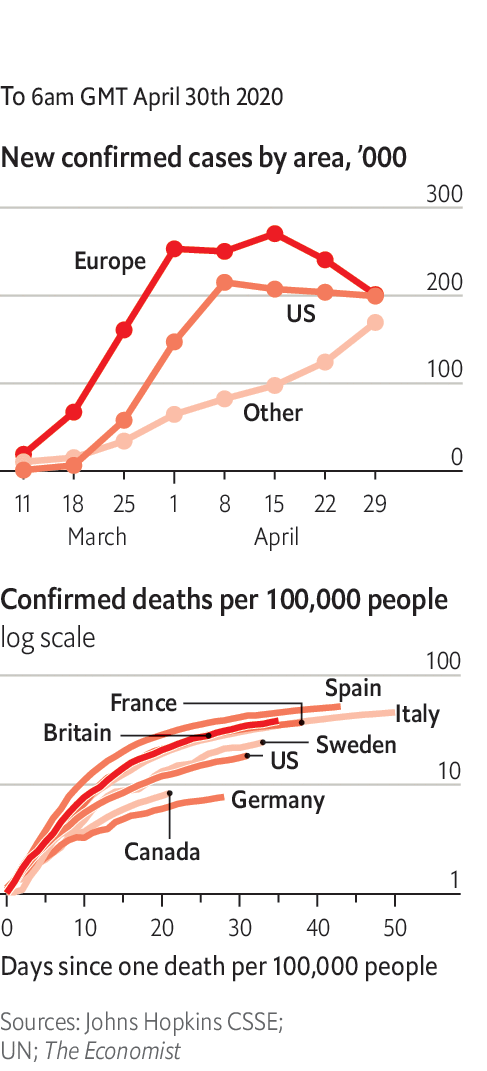 To 6am GMT April 30th 2020
New confirmed cases by area, ’000
300
Europe
200
US
100
Other
0
11 18 25 1 8 15 22 29
March April
Confirmed deaths per 100,000 people
log scale
100
Spain
France
Italy
Britain
Sweden
US
10
Germany
Canada
1
0 10 20 30 40 50
Days since one death per 100,000 people
Sources: Johns Hopkins CSSE;
UN; The Economist